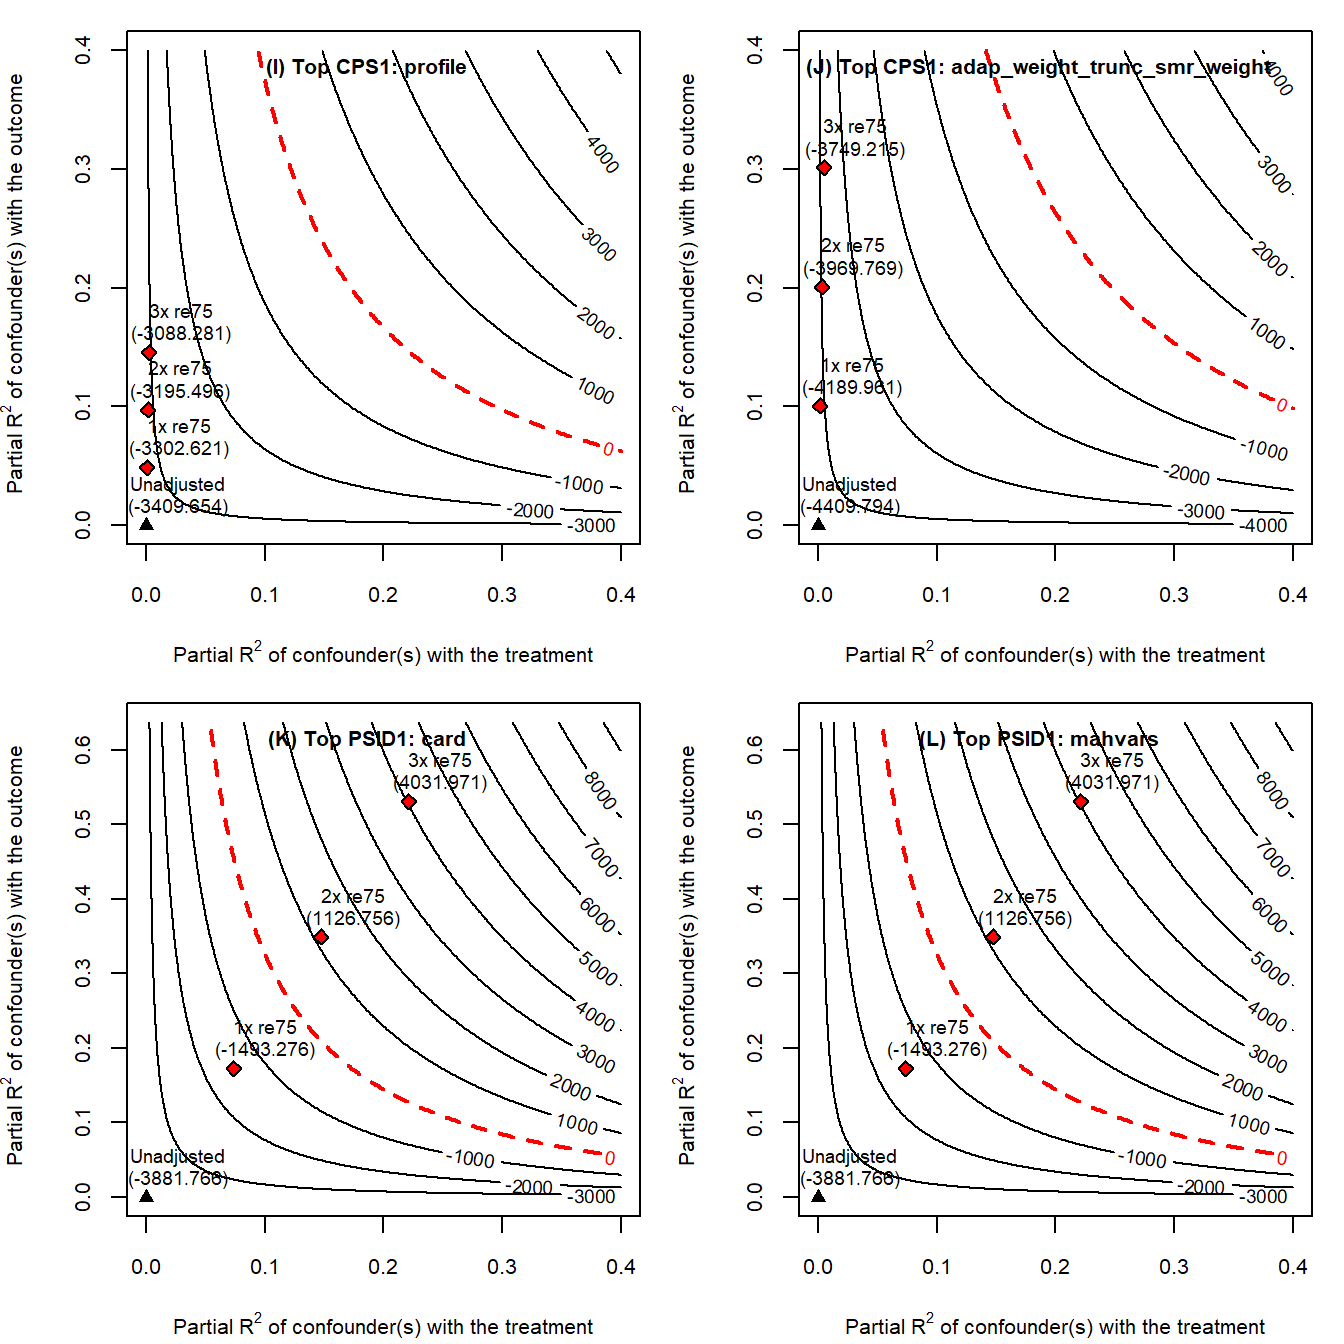 (I) Top CPS1: profile
Partial R² of confounder(s) with the outcome
0.4
0.3
0.2
0.1
0.0
4000
3000
2000
1000
0
-1000
-2000
-3000
3x re75
(-3088.281)
2x re75
(-3195.496)
1x re75
(-3302.621)
Unadjusted
(-3409.654)
0.0 0.1 0.2 0.3 0.4
Partial R² of confounder(s) with the treatment
(J) Top CPS1: adap_weight_trunc_smr_weight
Partial R² of confounder(s) with the outcome
0.4
0.3
0.2
0.1
0.0
4000
3000
2000
1000
0
-1000
-2000
-3000
-4000
3x re75
(-3749.215)
2x re75
(-3969.769)
1x re75
(-4189.961)
Unadjusted
(-4409.794)
0.0 0.1 0.2 0.3 0.4
Partial R² of confounder(s) with the treatment
(K) Top PSID1: card
Partial R² of confounder(s) with the outcome
0.6
0.5
0.4
0.3
0.2
0.1
0.0
8000
7000
6000
5000
4000
3000
2000
1000
0
-1000
-2000
-3000
3x re75
(4031.971)
2x re75
(1126.756)
1x re75
(-1493.276)
Unadjusted
(-3881.766)
0.0 0.1 0.2 0.3 0.4
Partial R² of confounder(s) with the treatment
(L) Top PSID1: mahvars
Partial R² of confounder(s) with the outcome
0.6
0.5
0.4
0.3
0.2
0.1
0.0
8000
7000
6000
5000
4000
3000
2000
1000
0
-1000
-2000
-3000
3x re75
(4031.971)
2x re75
(1126.756)
1x re75
(-1493.276)
Unadjusted
(-3881.766)
0.0 0.1 0.2 0.3 0.4
Partial R² of confounder(s) with the treatment